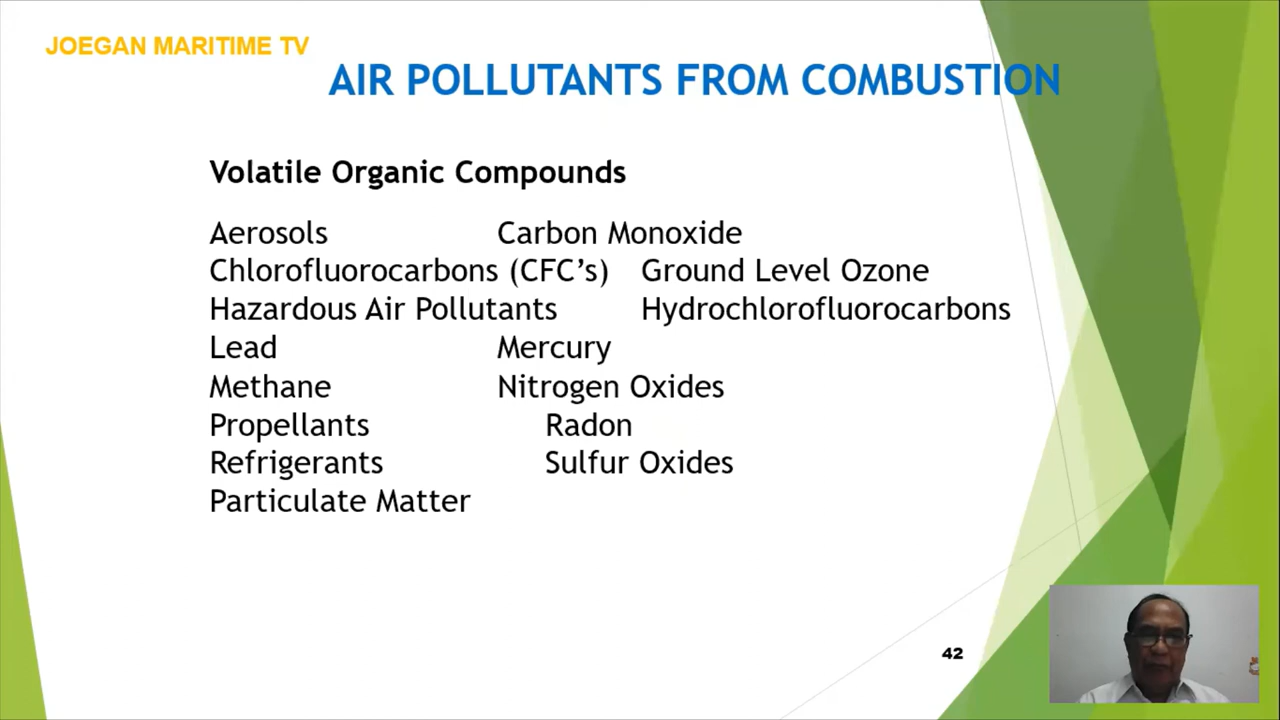 JOEGAN MARITIME TV
AIR POLLUTANTS FROM COMBUSTION
Volatile Organic Compounds
Aerosols Carbon Monoxide
Chlorofluorocarbons (CFC’s) Ground Level Ozone
Hazardous Air Pollutants Hydrochlorofluorocarbons
Lead Mercury
Methane Nitrogen Oxides
Propellants Radon
Refrigerants Sulfur Oxides
Particulate Matter
42